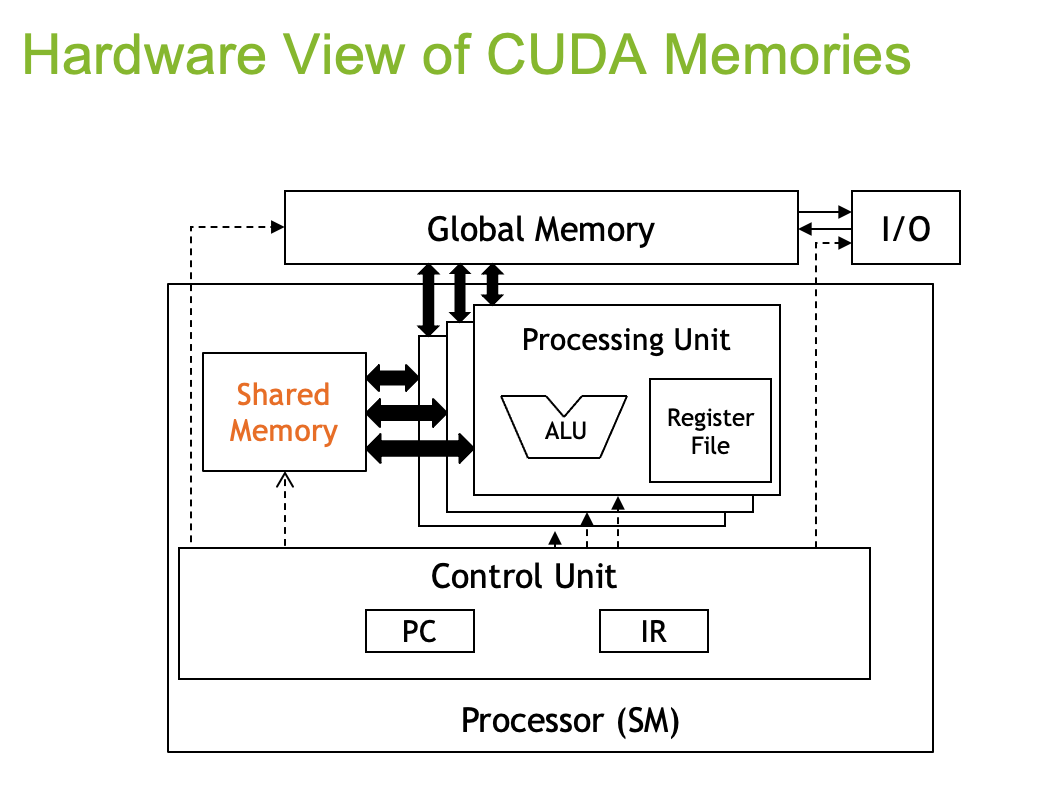 Hardware View of CUDA Memories
Global Memory
I/O
Processing Unit
Shared
Memory
ALU
Register
File
Control Unit
PC
IR
Processor (SM)